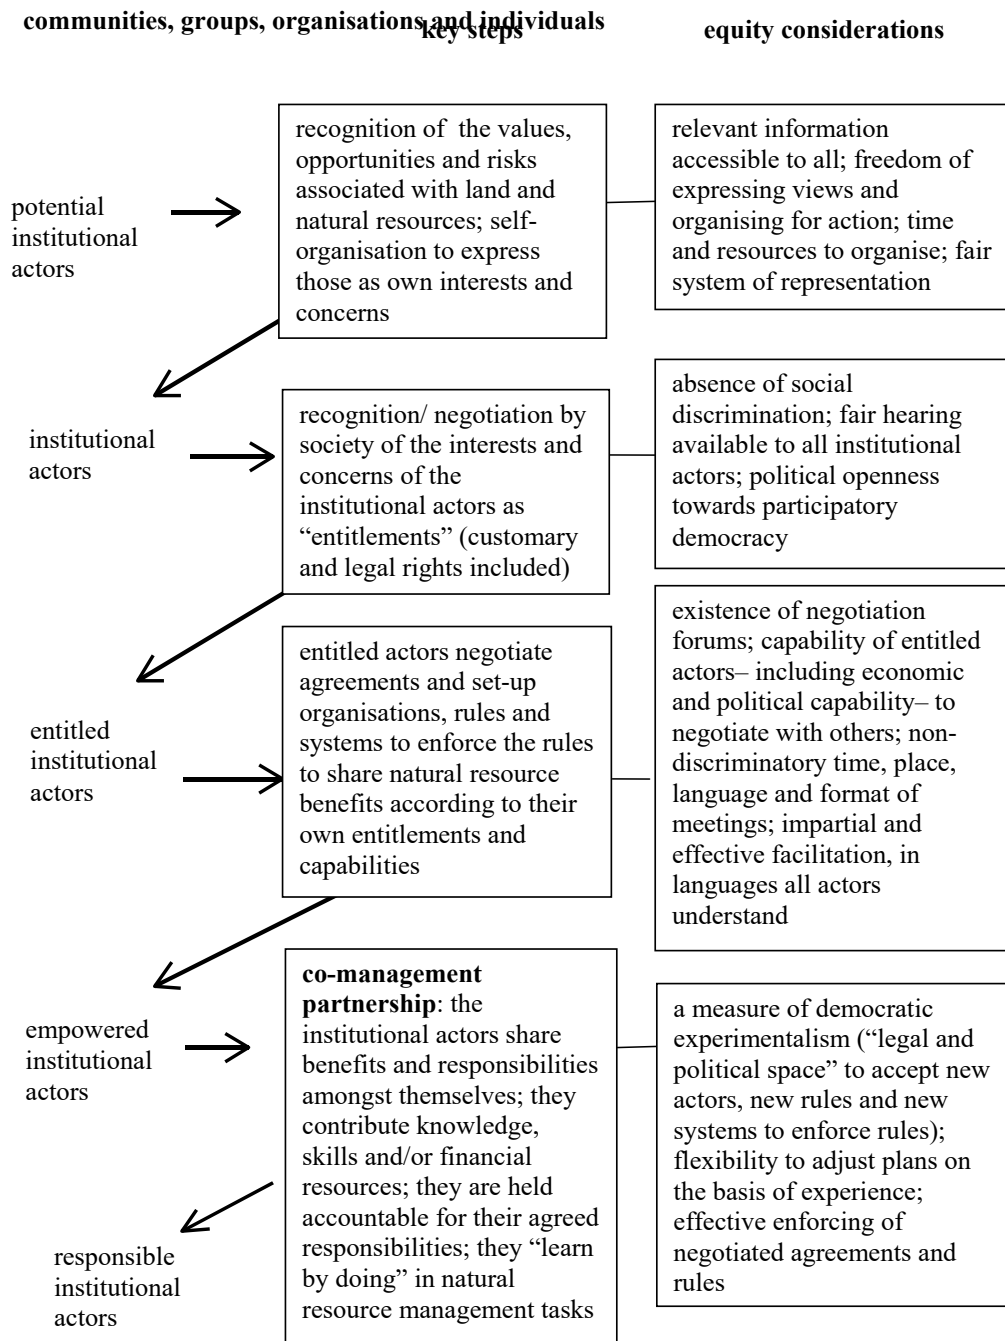 communities, groups, organisations and individuals
key steps
equity considerations
potential
institutional
actors
recognition of the values,
opportunities and risks
associated with land and
natural resources; self-
organisation to express
those as own interests and
concerns
relevant information
accessible to all; freedom of
expressing views and
organising for action; time
and resources to organise; fair
system of representation
institutional
actors
recognition/ negotiation by
society of the interests and
concerns of the
institutional actors as
“entitlements” (customary
and legal rights included)
absence of social
discrimination; fair hearing
available to all institutional
actors; political openness
towards participatory
democracy
entitled
institutional
actors
entitled actors negotiate
agreements and set-up
organisations, rules and
systems to enforce the rules
to share natural resource
benefits according to their
own entitlements and
capabilities
existence of negotiation
forums; capability of entitled
actors– including economic
and political capability– to
negotiate with others; non-
discriminatory time, place,
language and format of
meetings; impartial and
effective facilitation, in
languages all actors
understand
empowered
institutional
actors
co-management
partnership: the
institutional actors share
benefits and responsibilities
amongst themselves; they
contribute knowledge,
skills and/or financial
resources; they are held
accountable for their agreed
responsibilities; they “learn
by doing” in natural
resource management tasks
a measure of democratic
experimentalism (“legal and
political space” to accept new
actors, new rules and new
systems to enforce rules);
flexibility to adjust plans on
the basis of experience;
effective enforcing of
negotiated agreements and
rules
responsible
institutional
actors